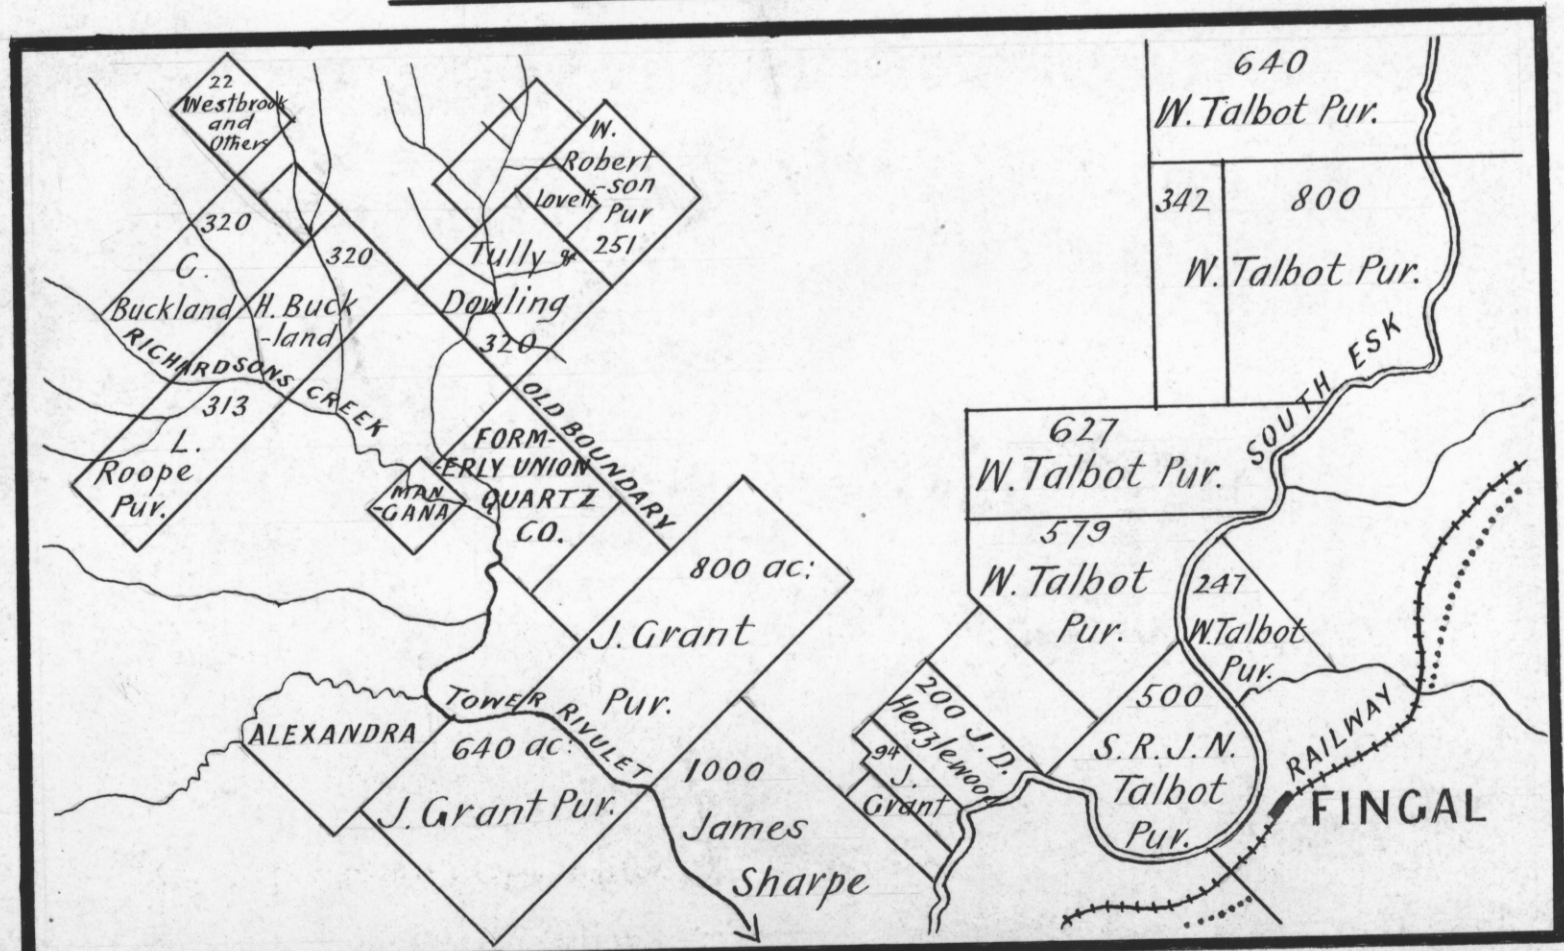 22
Westbrook
and
Others
320
C.
Buckland
320
H. Buck
-land
RICHARDSONS CREEK
313
L.
Roope
Pur.
W.
Robert
-son
Pur
251
Lovett
Tully &
Dowling
320
OLD BOUNDARY
FORM-
ERLY UNION
QUARTZ
CO.
MAN
-GANA
800 ac:
J. Grant
Pur.
TOWER RIVULET
ALEXANDRA
640 ac:
J. Grant Pur.
1000
James
Sharpe
200 J. D.
Heazlewood
94
J.
Grant
640
W. Talbot Pur.
342
800
W. Talbot Pur.
SOUTH ESK
627
W. Talbot Pur.
579
W. Talbot
Pur.
247
W. Talbot
Pur.
500
S. R. J. N.
Talbot
Pur.
RAILWAY
FINGAL